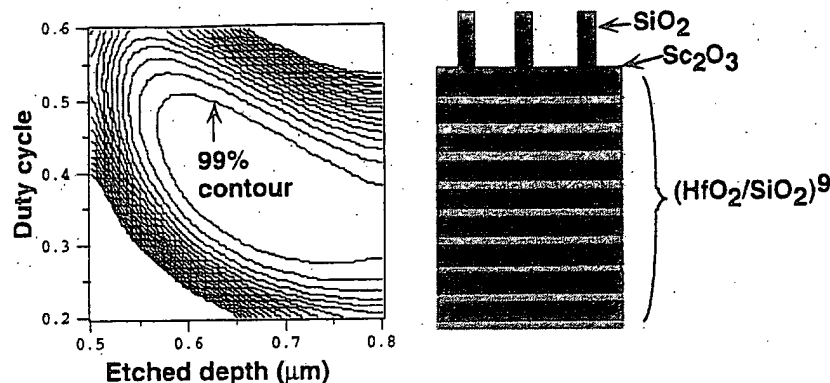 0.6
0.5
0.4
0.3
0.2
Duty cycle
99%
contour
0.5
0.6
0.7
0.8
Etched depth (μm)
SiO2
Sc2O3
(HfO2/SiO2)9